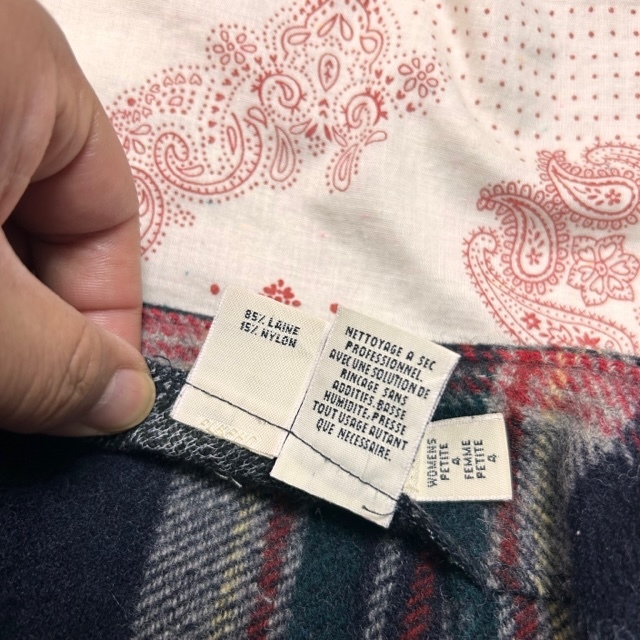 85% LAINE
15% NYLON
NETTOYAGE A SEC
PROFESSIONNEL
AVEC UNE SOLUTION DE
RINCAGE SANS
ADDITIFS BASSE
HUMIDITE. PRESSE
TOUT USAGE AUTANT
QUE NECESSAIRE.
WOMENS
PETITE
4
FEMME
PETITE
4